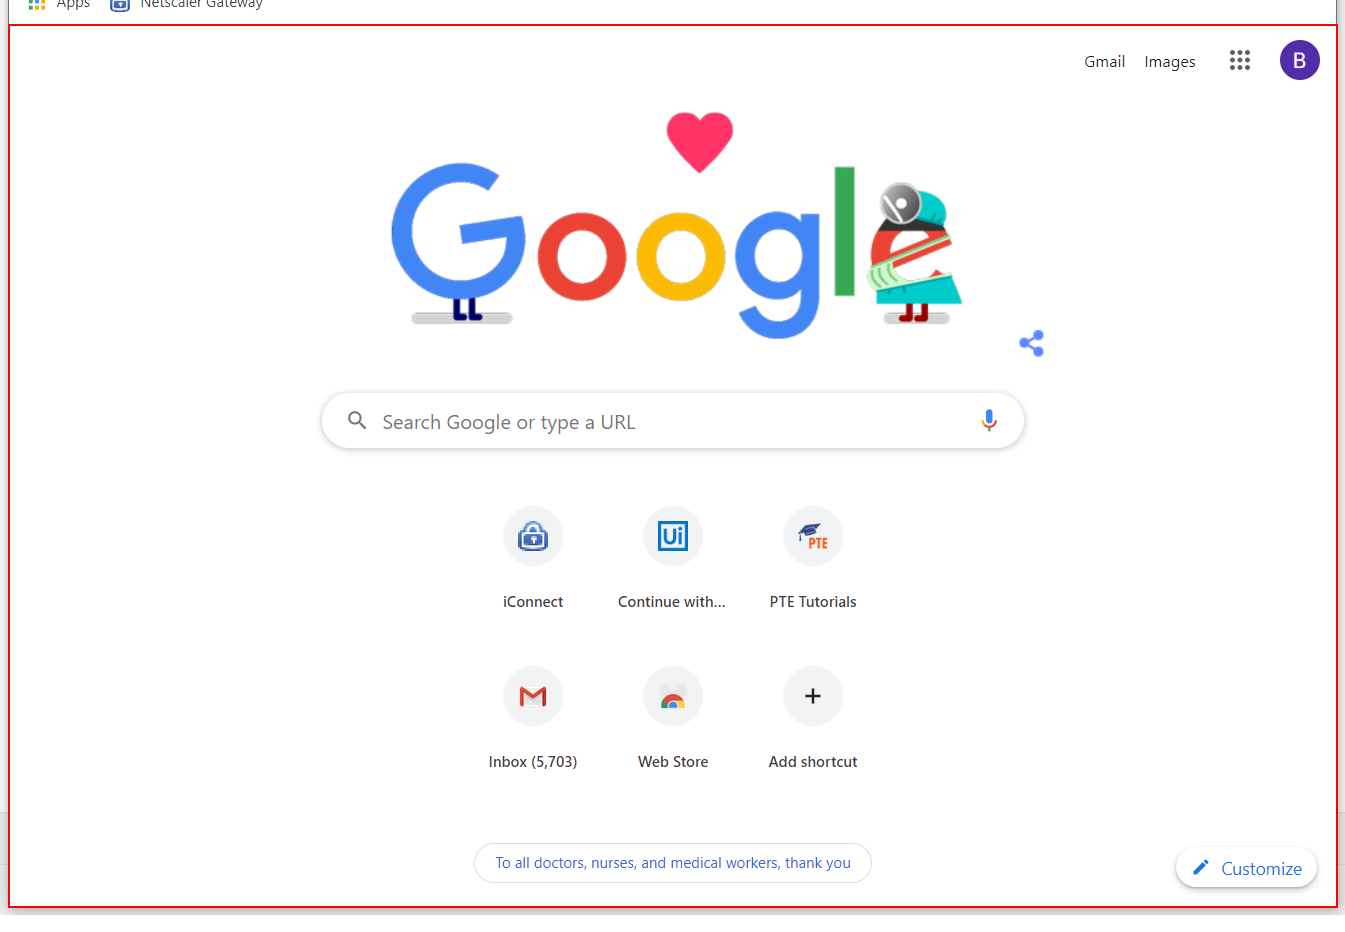 Apps Netscaler Gateway
Gmail Images B
Google
Search Google or type a URL
Ui PTE
iConnect Continue with... PTE Tutorials
Inbox (5,703) Web Store Add shortcut
To all doctors, nurses, and medical workers, thank you
Customize